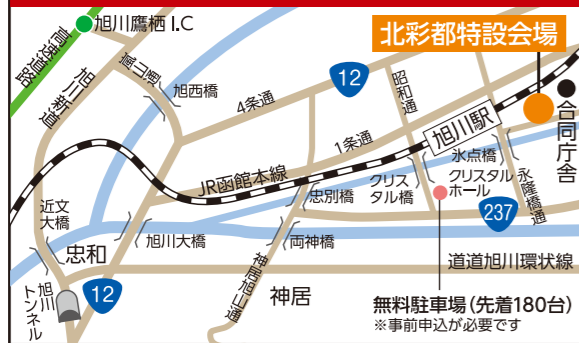 旭川鷹栖 I.C
高速道路
旭川新道
嵐山通
旭西橋
4条通
12
昭和通
北彩都特設会場
合同庁舎
1条通
旭川駅
JR函館本線
氷点橋
クリスタルホール
クリスタル橋
永隆橋通
忠別橋
237
近文大橋
忠和
旭川大橋
両神橋
神居旭山通
道道旭川環状線
旭川トンネル
12
神居
無料駐車場(先着180台)
※事前申込が必要です